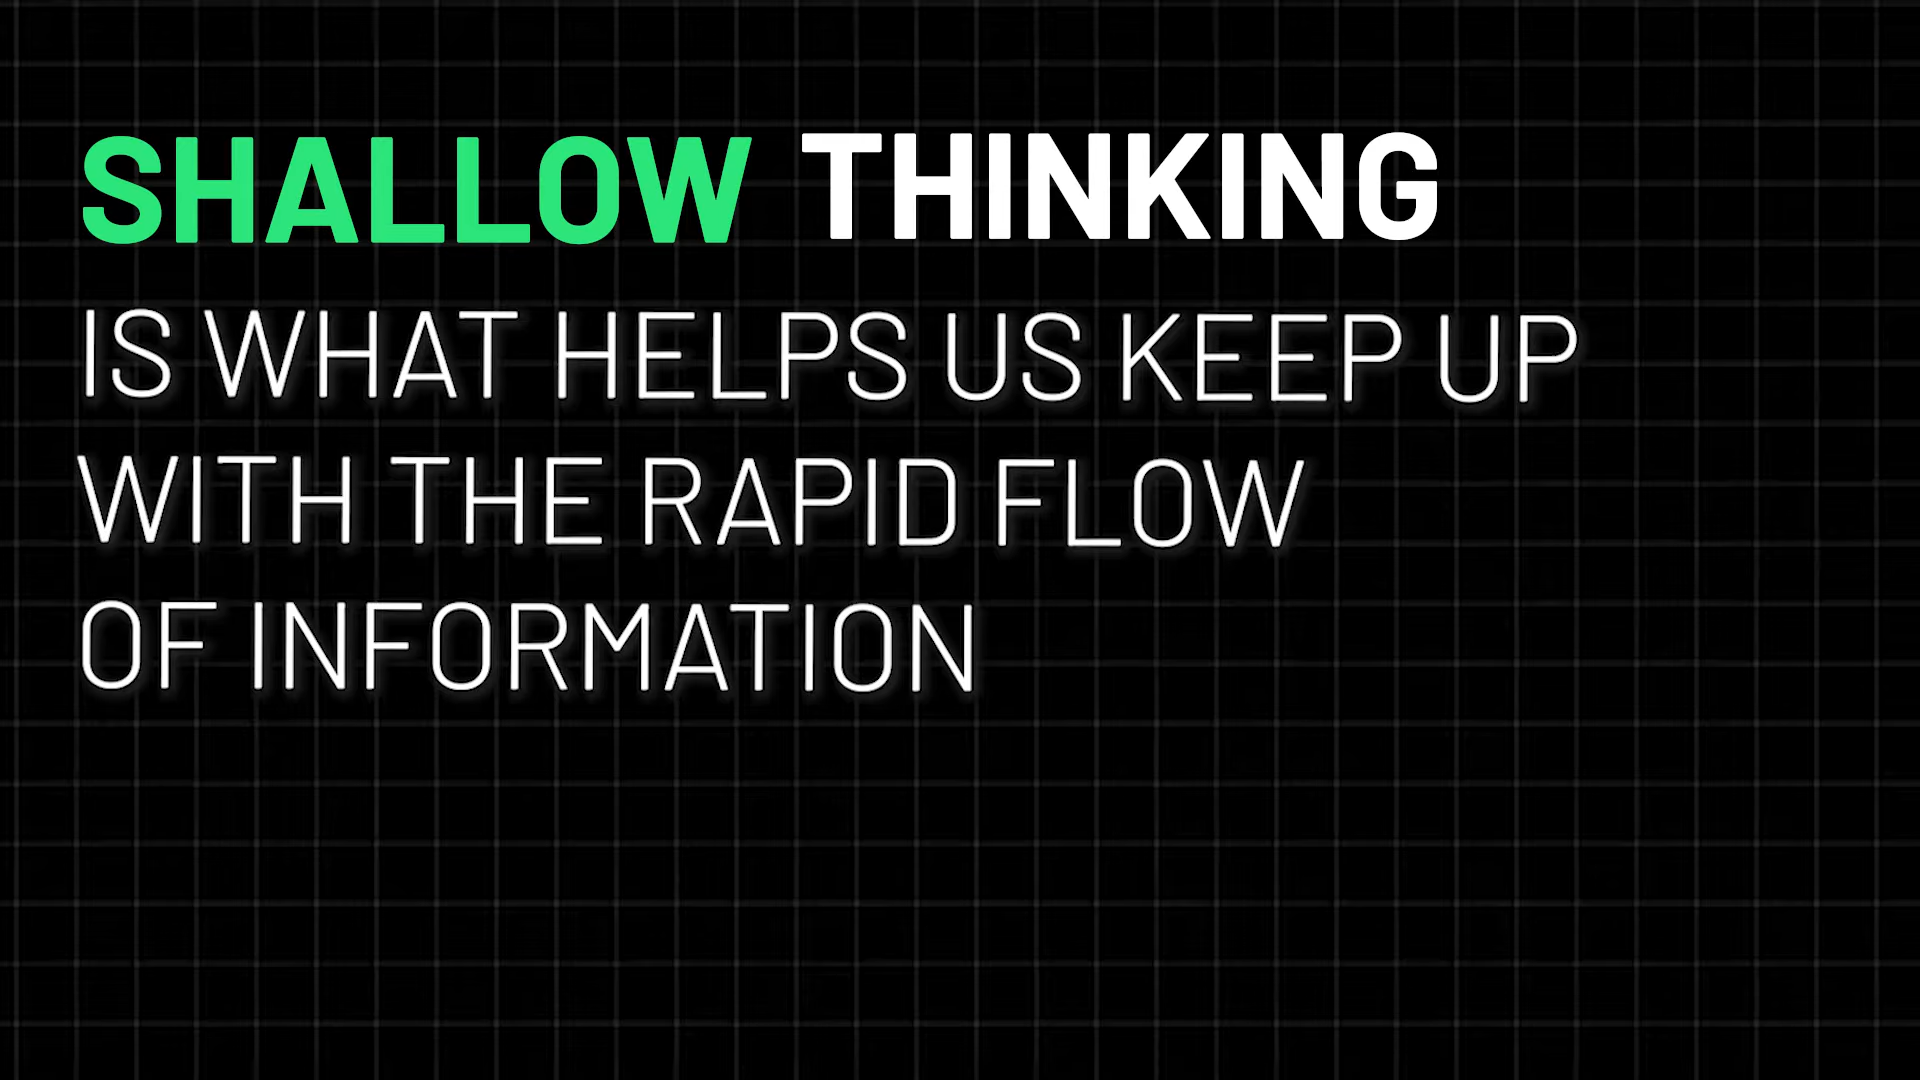 SHALLOW THINKING
IS WHAT HELPS US KEEP UP
WITH THE RAPID FLOW
OF INFORMATION